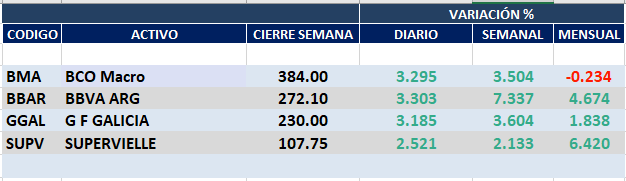 VARIACIÓN %
CODIGO ACTIVO CIERRE SEMANA DIARIO SEMANAL MENSUAL
BMA BCO Macro 384.00 3.295 3.504 -0.234
BBAR BBVA ARG 272.10 3.303 7.337 4.674
GGAL G F GALICIA 230.00 3.185 3.604 1.838
SUPV SUPERVIELLE 107.75 2.521 2.133 6.420